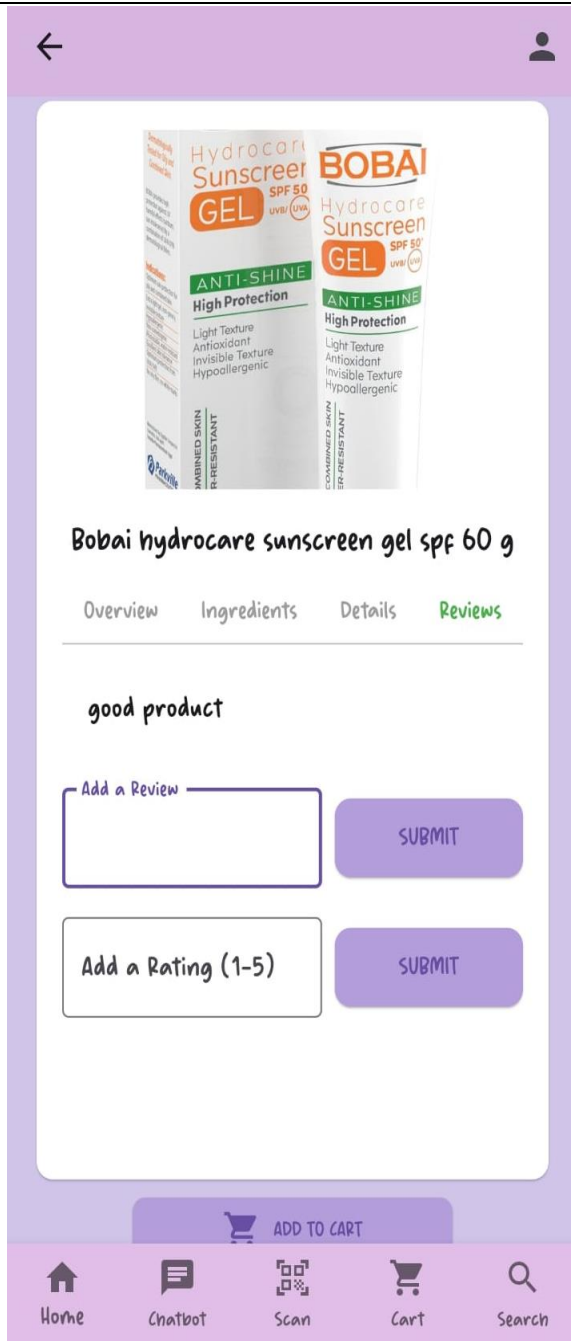 Hydrocare
Sunscreen
GEL SPF 50
UVB/ UVA
ANTI-SHINE
High Protection
Light Texture
Antioxidant
Invisible Texture
Hypoallergenic
Parkville
BOBAI
Hydrocare
Sunscreen
GEL SPF 50+
UVB/ UVA
ANTI-SHINE
High Protection
Light Texture
Antioxidant
Invisible Texture
Hypoallergenic
COMBINED SKIN
Bobai hydrocare sunscreen gel spf 60 g
Overview Ingredients Details Reviews
good product
Add a Review
SUBMIT
Add a Rating (1-5)
SUBMIT
ADD TO CART
Home Chatbot Scan Cart Search